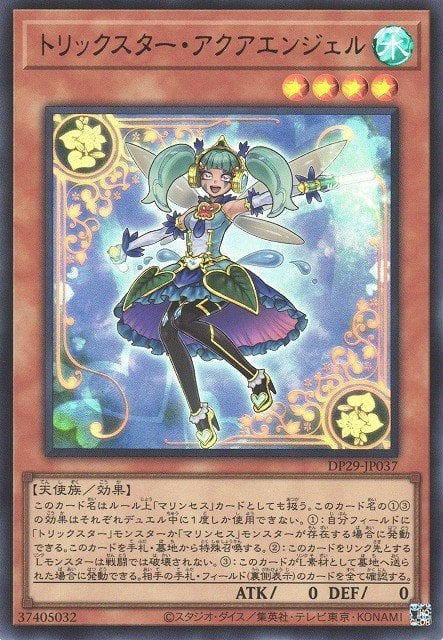 トリックスター・アクアエンジェル
水
DP29-JP037
【天使族/効果】
このカード名はルール上「マリンセス」カードとしても扱う。このカード名の①③
の効果はそれぞれデュエル中に1度しか使用できない。①:自分フィールドに
「トリックスター」モンスターか「マリンセス」モンスターが存在する場合に発動
できる。このカードを手札・墓地から特殊召喚する。②:このカードをリンク先とす
るLモンスターは戦闘では破壊されない。③:このカードがL素材として墓地へ送ら
れた場合に発動できる。相手の手札・フィールド(裏側表示)のカードを全て確認する。
ATK/ 0 DEF/ 0
37405032 ©スタジオ・ダイス/集英社・テレビ東京・KONAMI